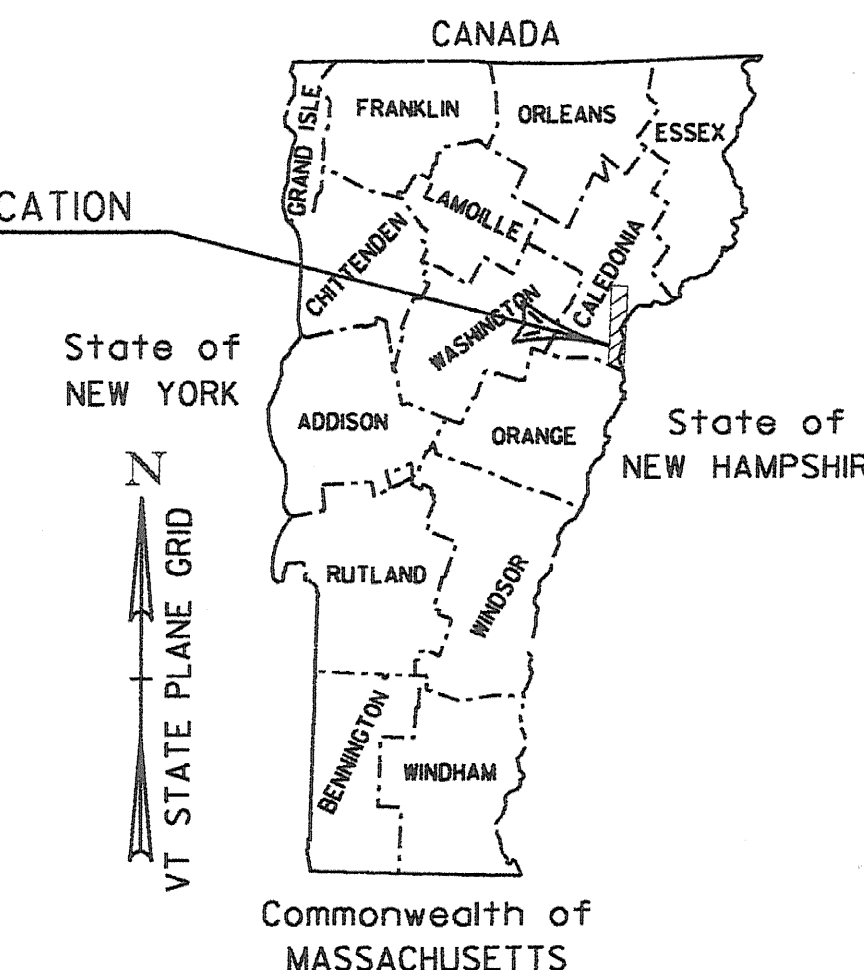 CANADA
GRAND ISLE
FRANKLIN
ORLEANS
ESSEX
CATION
AMOILLE
CHITTENDEN
CALEDONIA
WASHINGTON
State of
NEW YORK
ADDISON
ORANGE
State of
NEW HAMPSHIR
N
VT STATE PLANE GRID
RUTLAND
WINDSOR
BENNINGTON
WINDHAM
Commonwealth of
MASSACHUSETTS